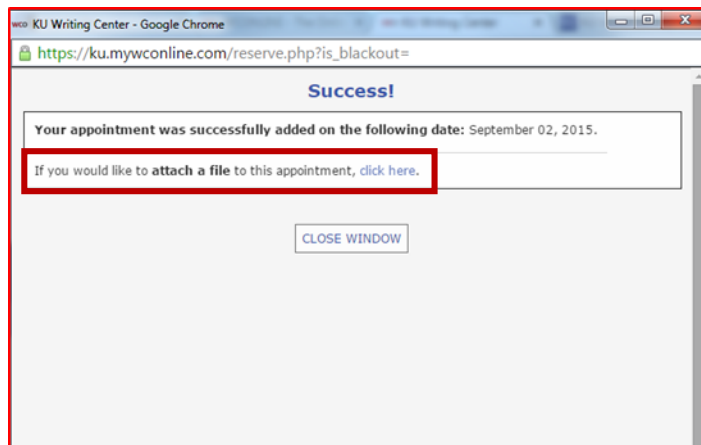 wco KU Writing Center - Google Chrome
https://ku.mywconline.com/reserve.php?is_blackout=
Success!
Your appointment was successfully added on the following date: September 02, 2015.
If you would like to attach a file to this appointment, click here.
CLOSE WINDOW